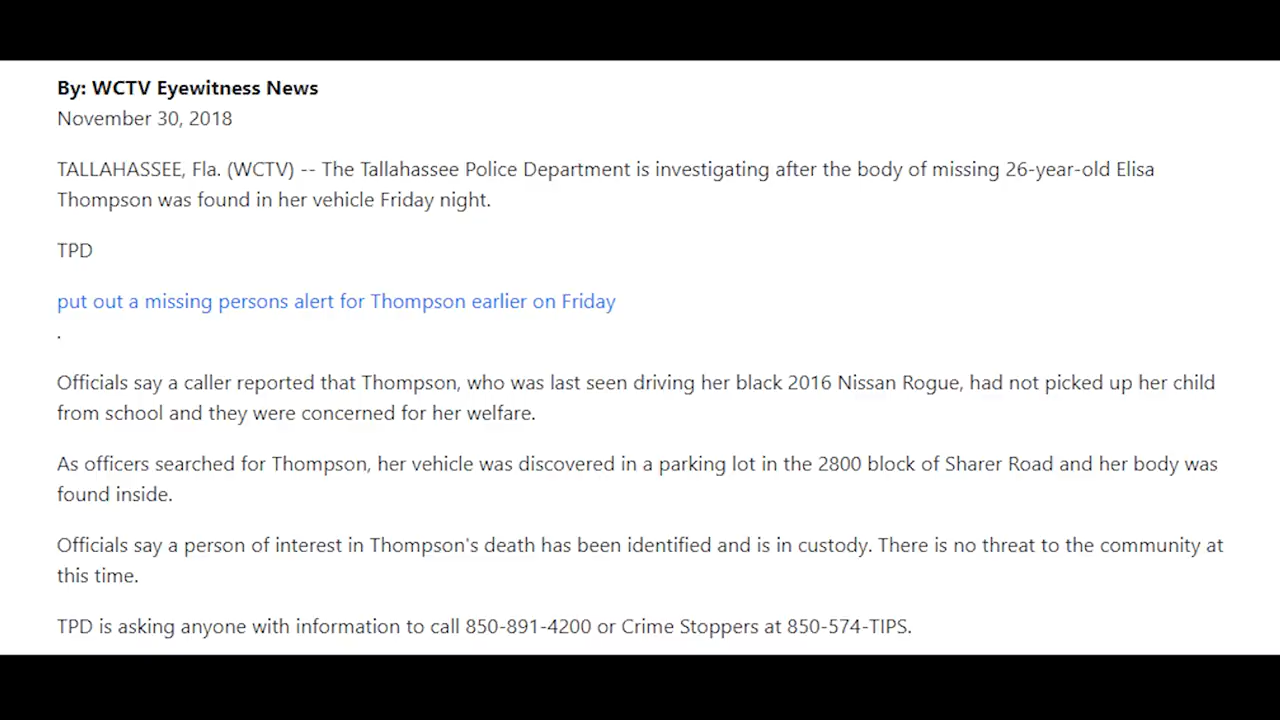 By: WCTV Eyewitness News
November 30, 2018
TALLAHASSEE, Fla. (WCTV) -- The Tallahassee Police Department is investigating after the body of missing 26-year-old Elisa
Thompson was found in her vehicle Friday night.
TPD
put out a missing persons alert for Thompson earlier on Friday
.
Officials say a caller reported that Thompson, who was last seen driving her black 2016 Nissan Rogue, had not picked up her child
from school and they were concerned for her welfare.
As officers searched for Thompson, her vehicle was discovered in a parking lot in the 2800 block of Sharer Road and her body was
found inside.
Officials say a person of interest in Thompson's death has been identified and is in custody. There is no threat to the community at
this time.
TPD is asking anyone with information to call 850-891-4200 or Crime Stoppers at 850-574-TIPS.